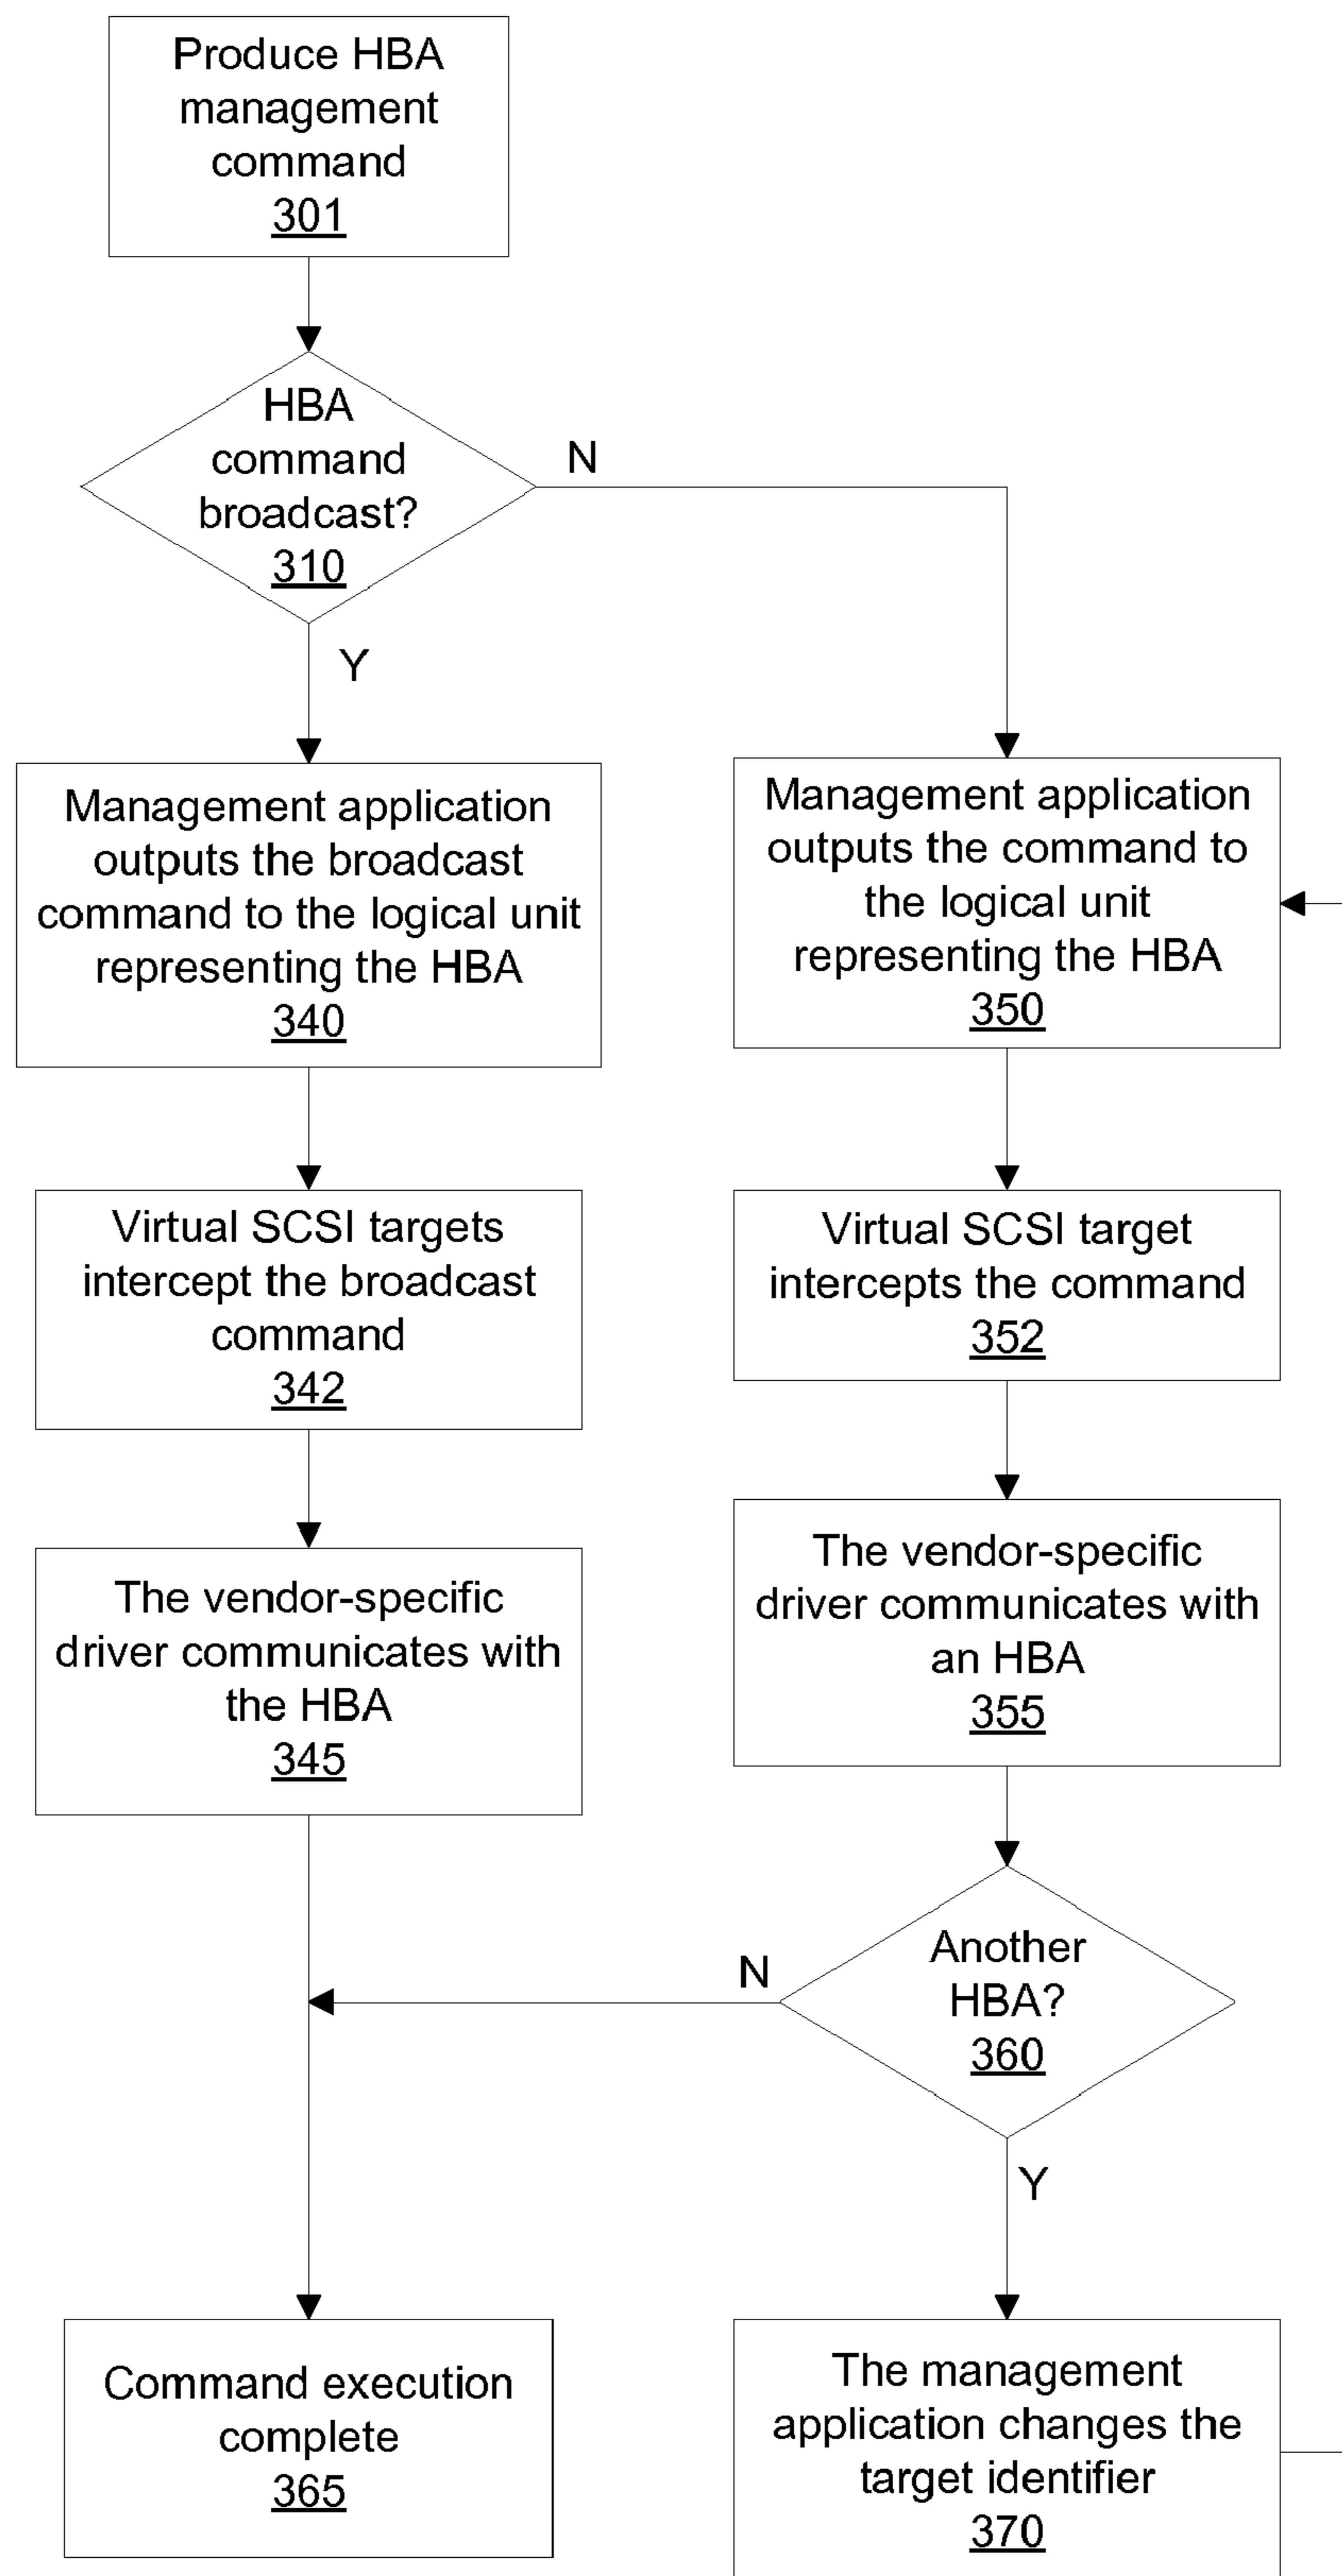 Produce HBA
management
command
301
HBA
command
broadcast?
310
N
Y
Management application
outputs the broadcast
command to the logical unit
representing the HBA
340
Management application
outputs the command to
the logical unit
representing the HBA
350
Virtual SCSI targets
intercept the broadcast
command
342
Virtual SCSI target
intercepts the command
352
The vendor-specific
driver communicates with
the HBA
345
The vendor-specific
driver communicates with
an HBA
355
Another
HBA?
360
N
Y
Command execution
complete
365
The management
application changes the
target identifier
370